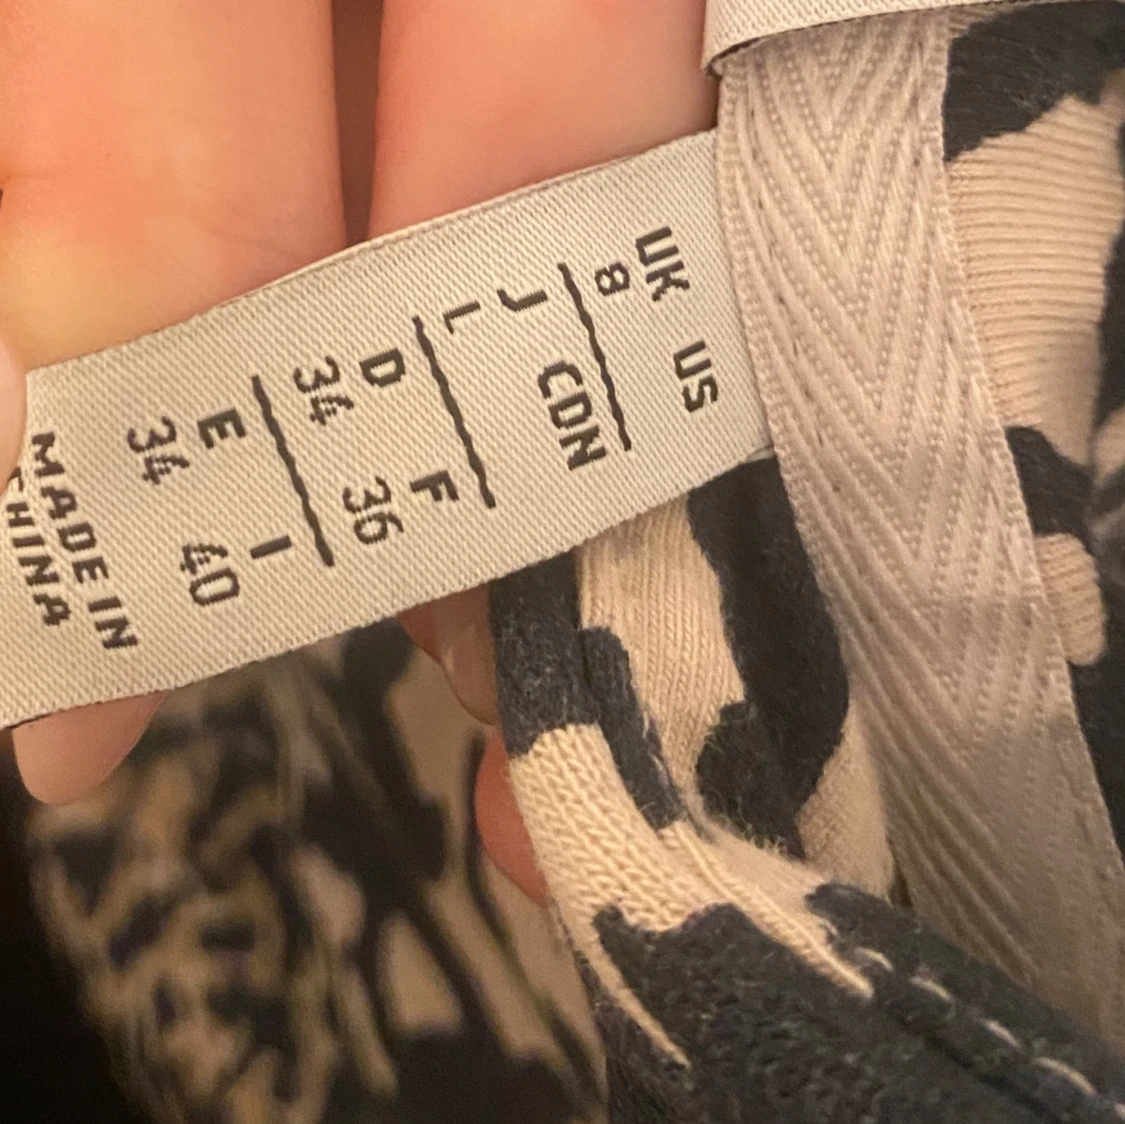 UK US
8
J CDN
L
D F
34 36
E I
34 40
MADE IN
CHINA